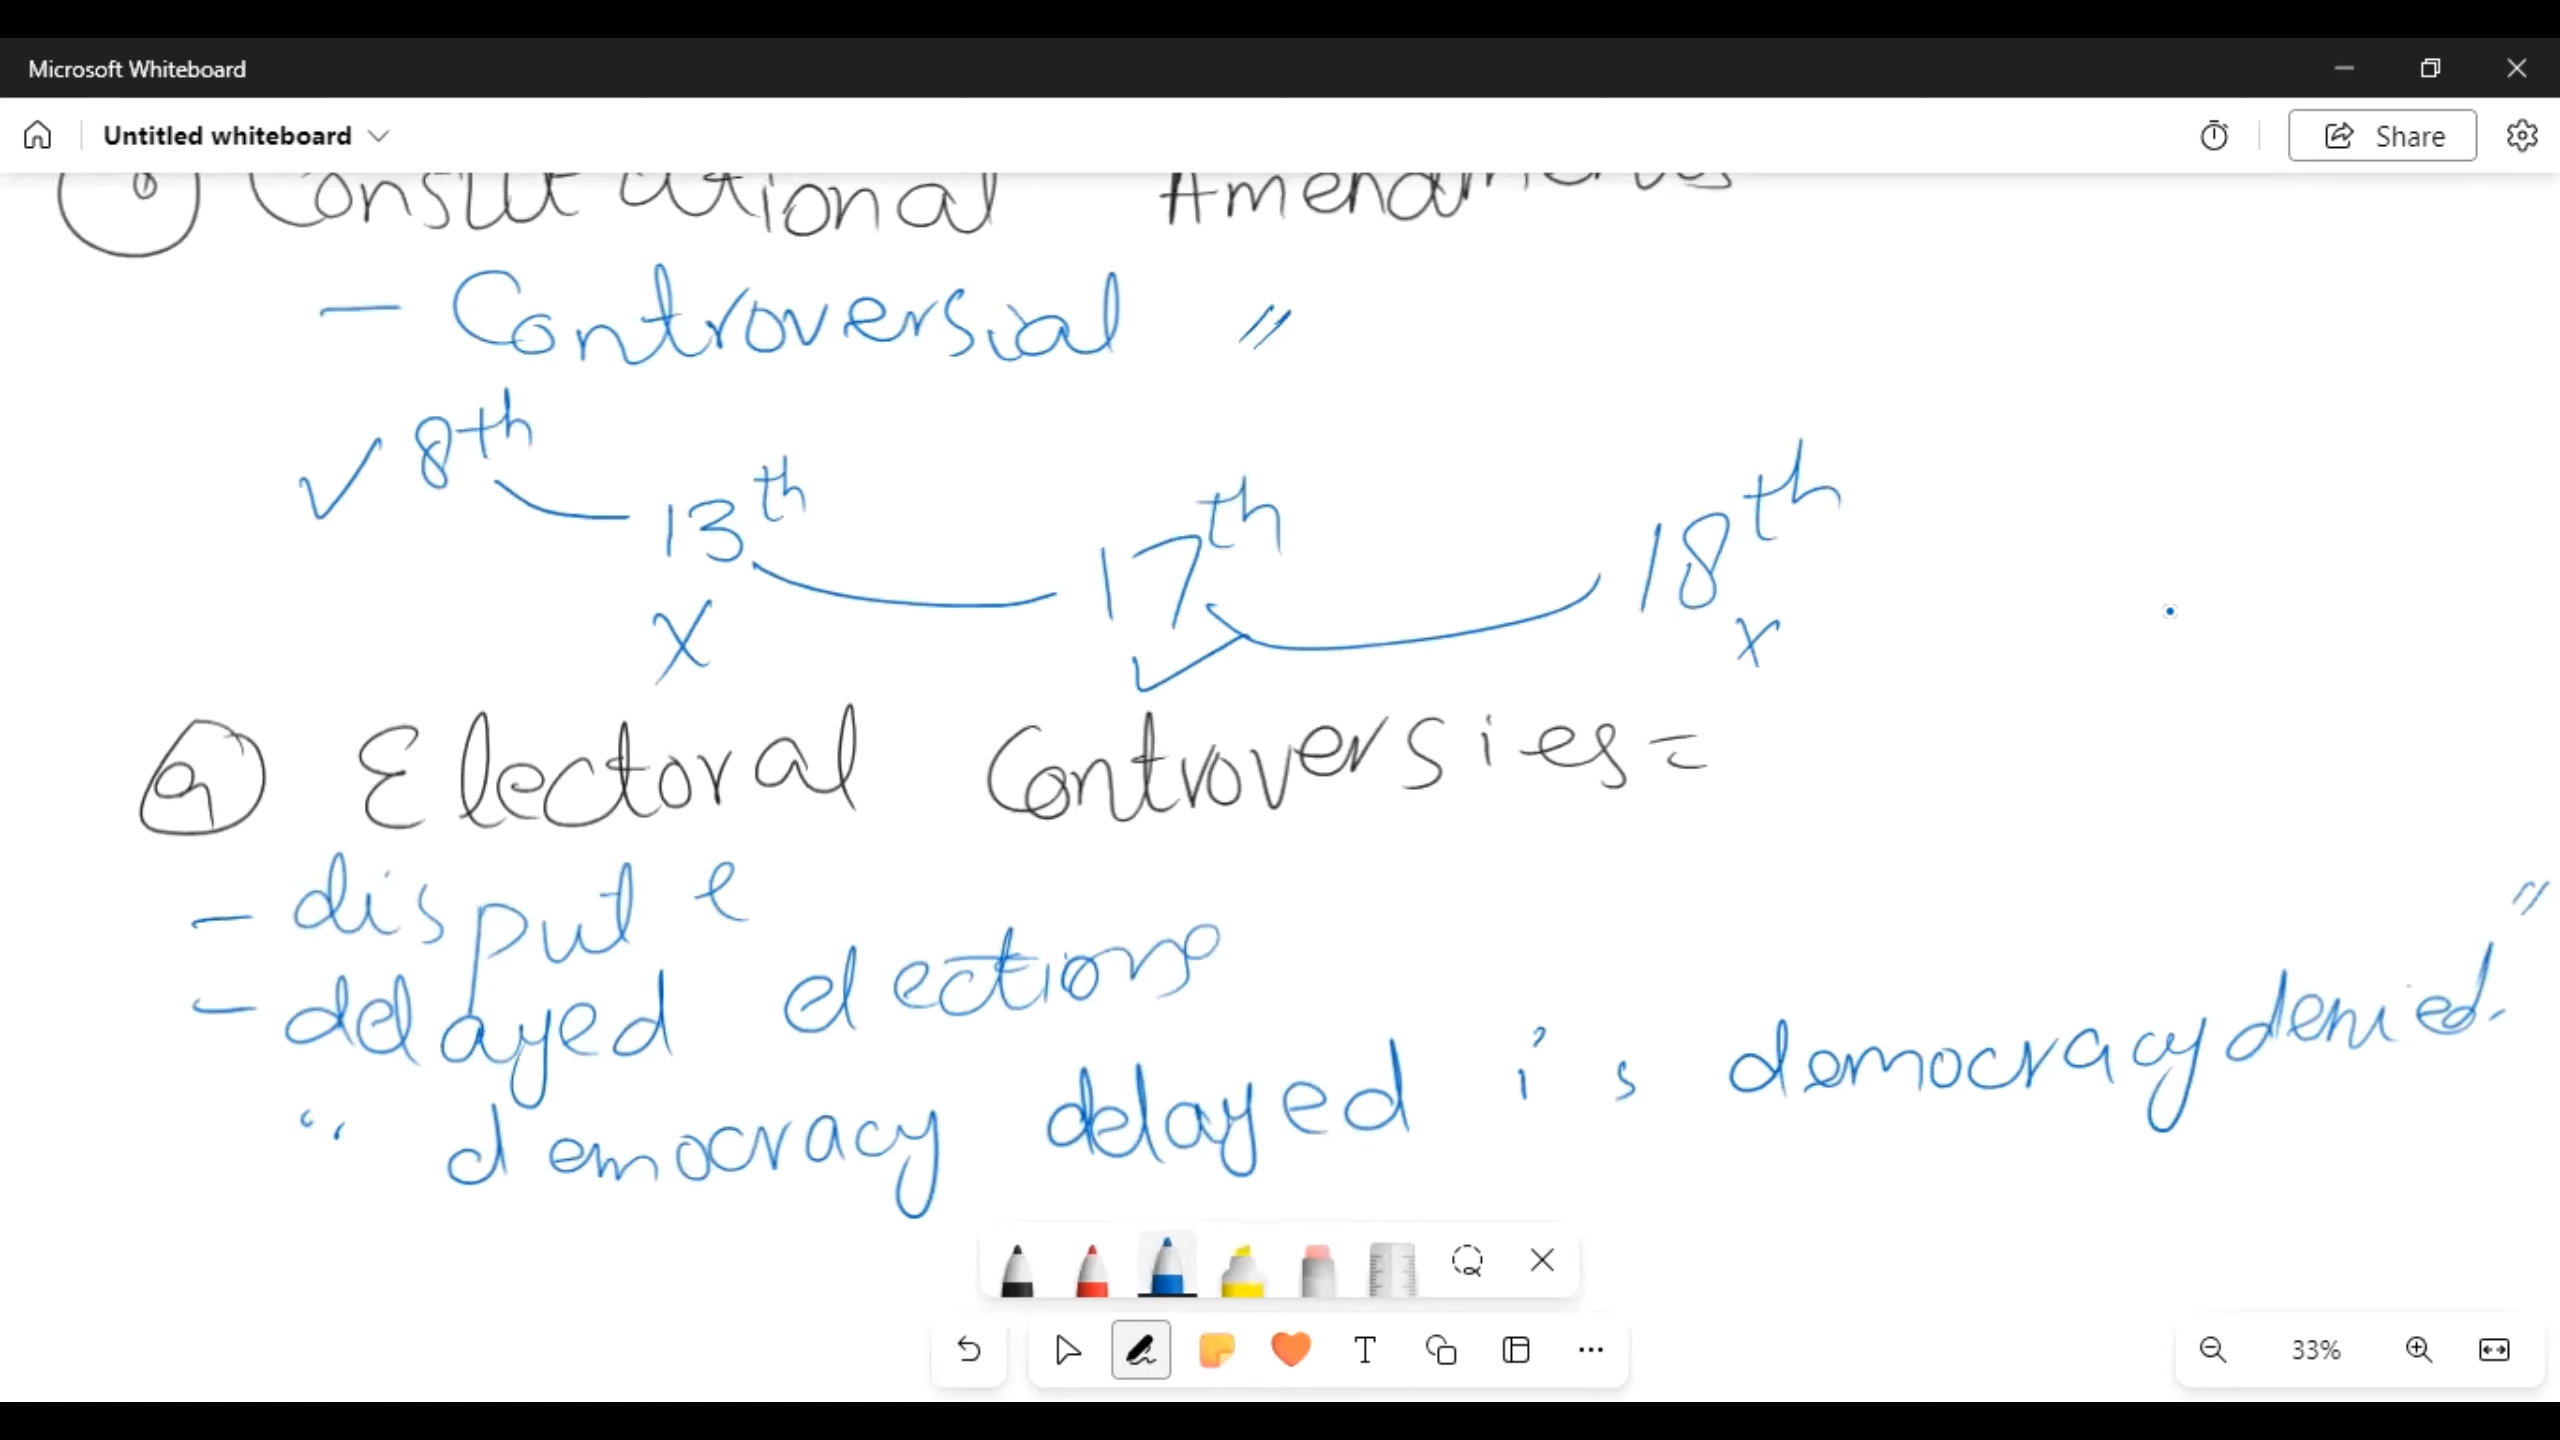 Microsoft Whiteboard
Untitled whiteboard
Share
Constitutional Amendments
- Controversial "
✓ 8th 13th 17th 18th
x ✓ x
9 Electoral Controversies =
- dispute
- delayed elections
" democracy delayed is democracy denied. "
T
33%